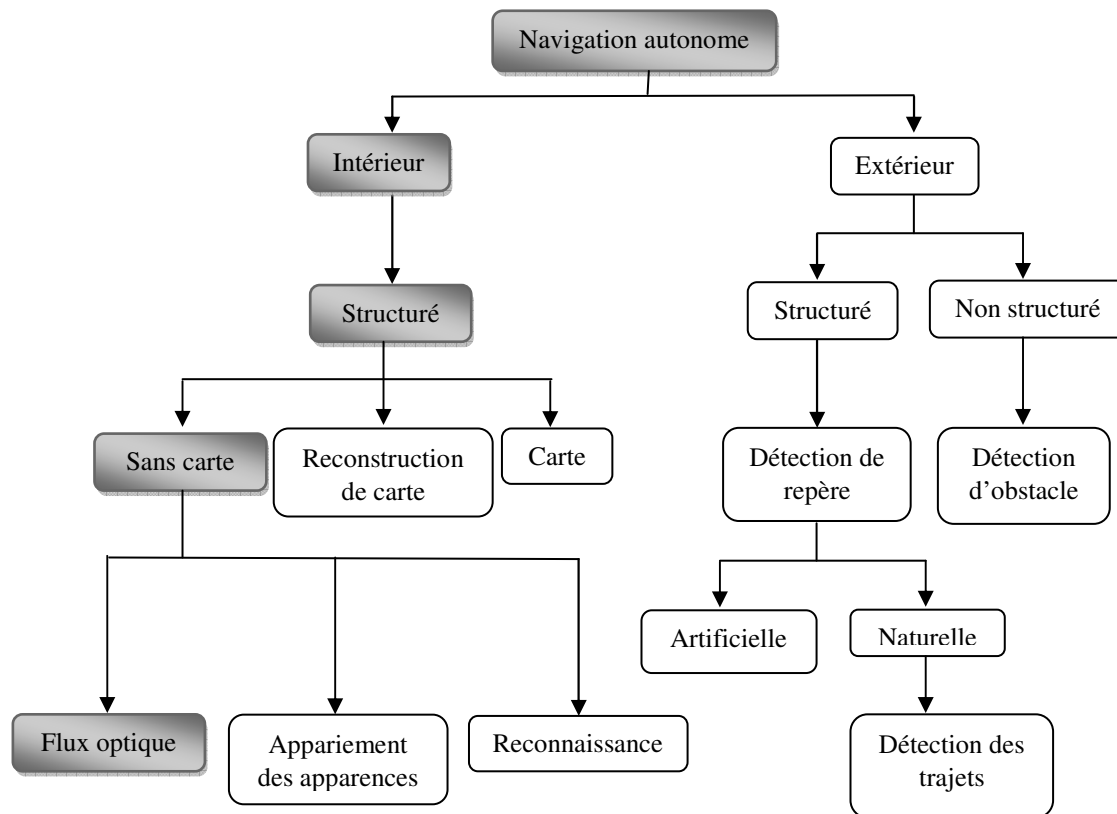 Navigation autonome
Intérieur
Extérieur
Structuré
Structuré
Non structuré
Sans carte
Reconstruction
de carte
Carte
Détection de
repère
Détection
d’obstacle
Artificielle
Naturelle
Flux optique
Appariement
des apparences
Reconnaissance
Détection des
trajets